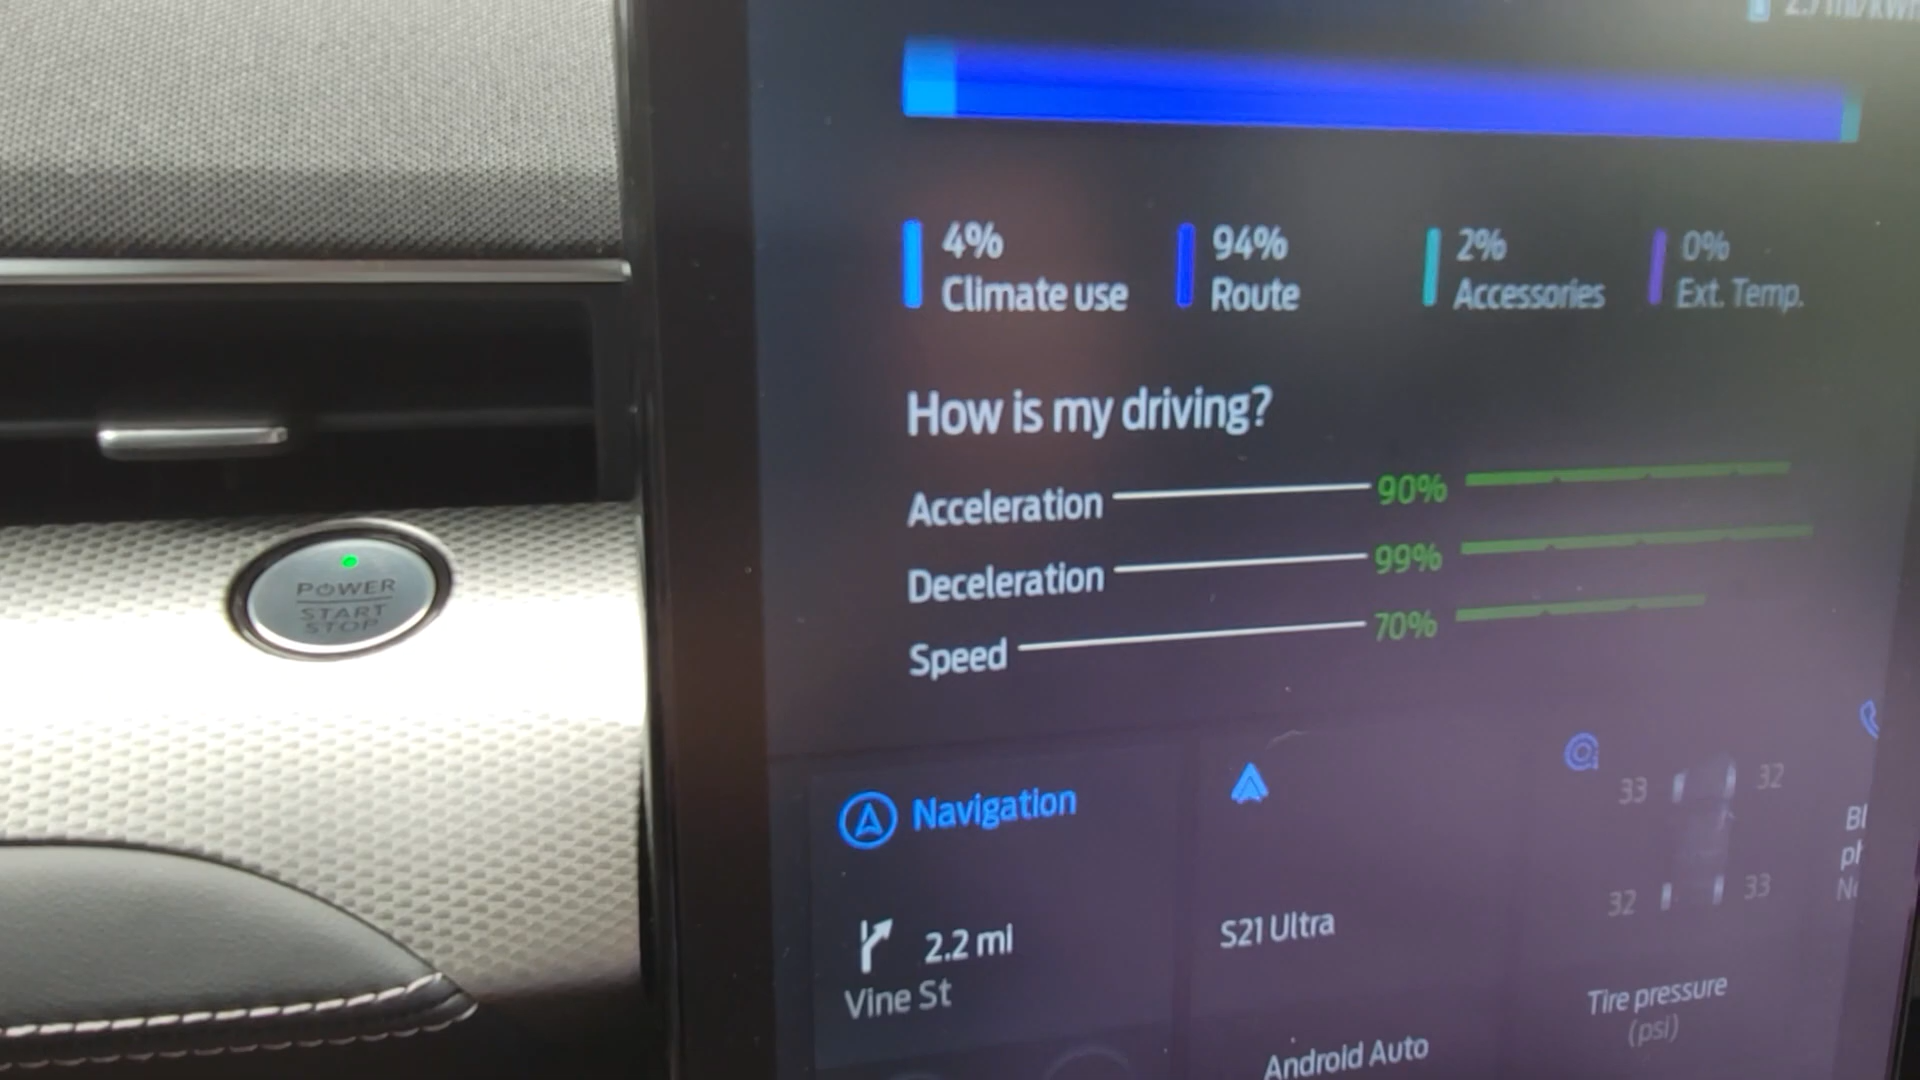 4% 94% 2% 0%
Climate use Route Accessories Ext. Temp.
How is my driving?
Acceleration 90%
Deceleration 99%
Speed 70%
POWER
START
STOP
Navigation
2.2 mi
Vine St
S21 Ultra
Android Auto
33 32
32 33
Tire pressure
(psi)